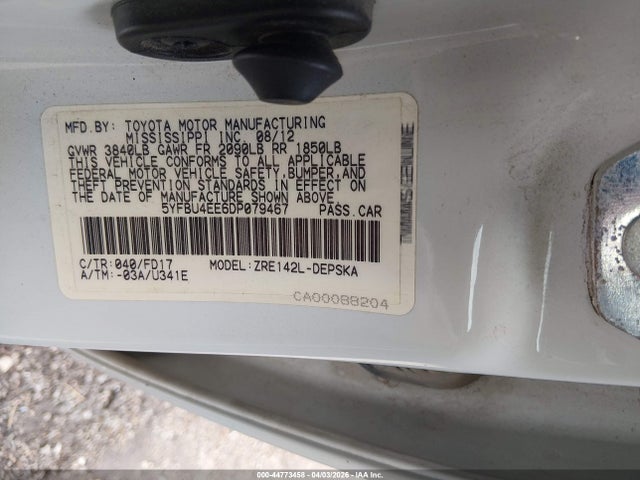 MFD. BY: TOYOTA MOTOR MANUFACTURING
MISSISSIPPI INC 08/12
GVWR 3840LB GAWR FR 2090LB RR 1850LB
THIS VEHICLE CONFORMS TO ALL APPLICABLE
FEDERAL MOTOR VEHICLE SAFETY, BUMPER, AND
THEFT PREVENTION STANDARDS IN EFFECT ON
THE DATE OF MANUFACTURE SHOWN ABOVE.
5YFBU4EE6DP079467 PASS.CAR
C/TR:040/FD17 MODEL:ZRE142L-DEPSKA
A/TM:-03A/U341E
CA00088204
GENUINE
000-44773458 - 04/03/2026 - IAA Inc.